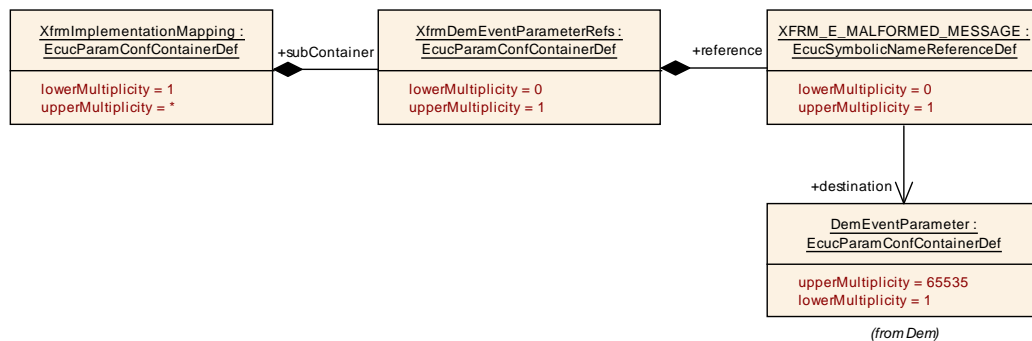 XfrmImplementationMapping :
EcucParamConfContainerDef
lowerMultiplicity = 1
upperMultiplicity = *
+subContainer
XfrmDemEventParameterRefs :
EcucParamConfContainerDef
lowerMultiplicity = 0
upperMultiplicity = 1
+reference
XFRM_E_MALFORMED_MESSAGE :
EcucSymbolicNameReferenceDef
lowerMultiplicity = 0
upperMultiplicity = 1
+destination
DemEventParameter :
EcucParamConfContainerDef
upperMultiplicity = 65535
lowerMultiplicity = 1
(from Dem)